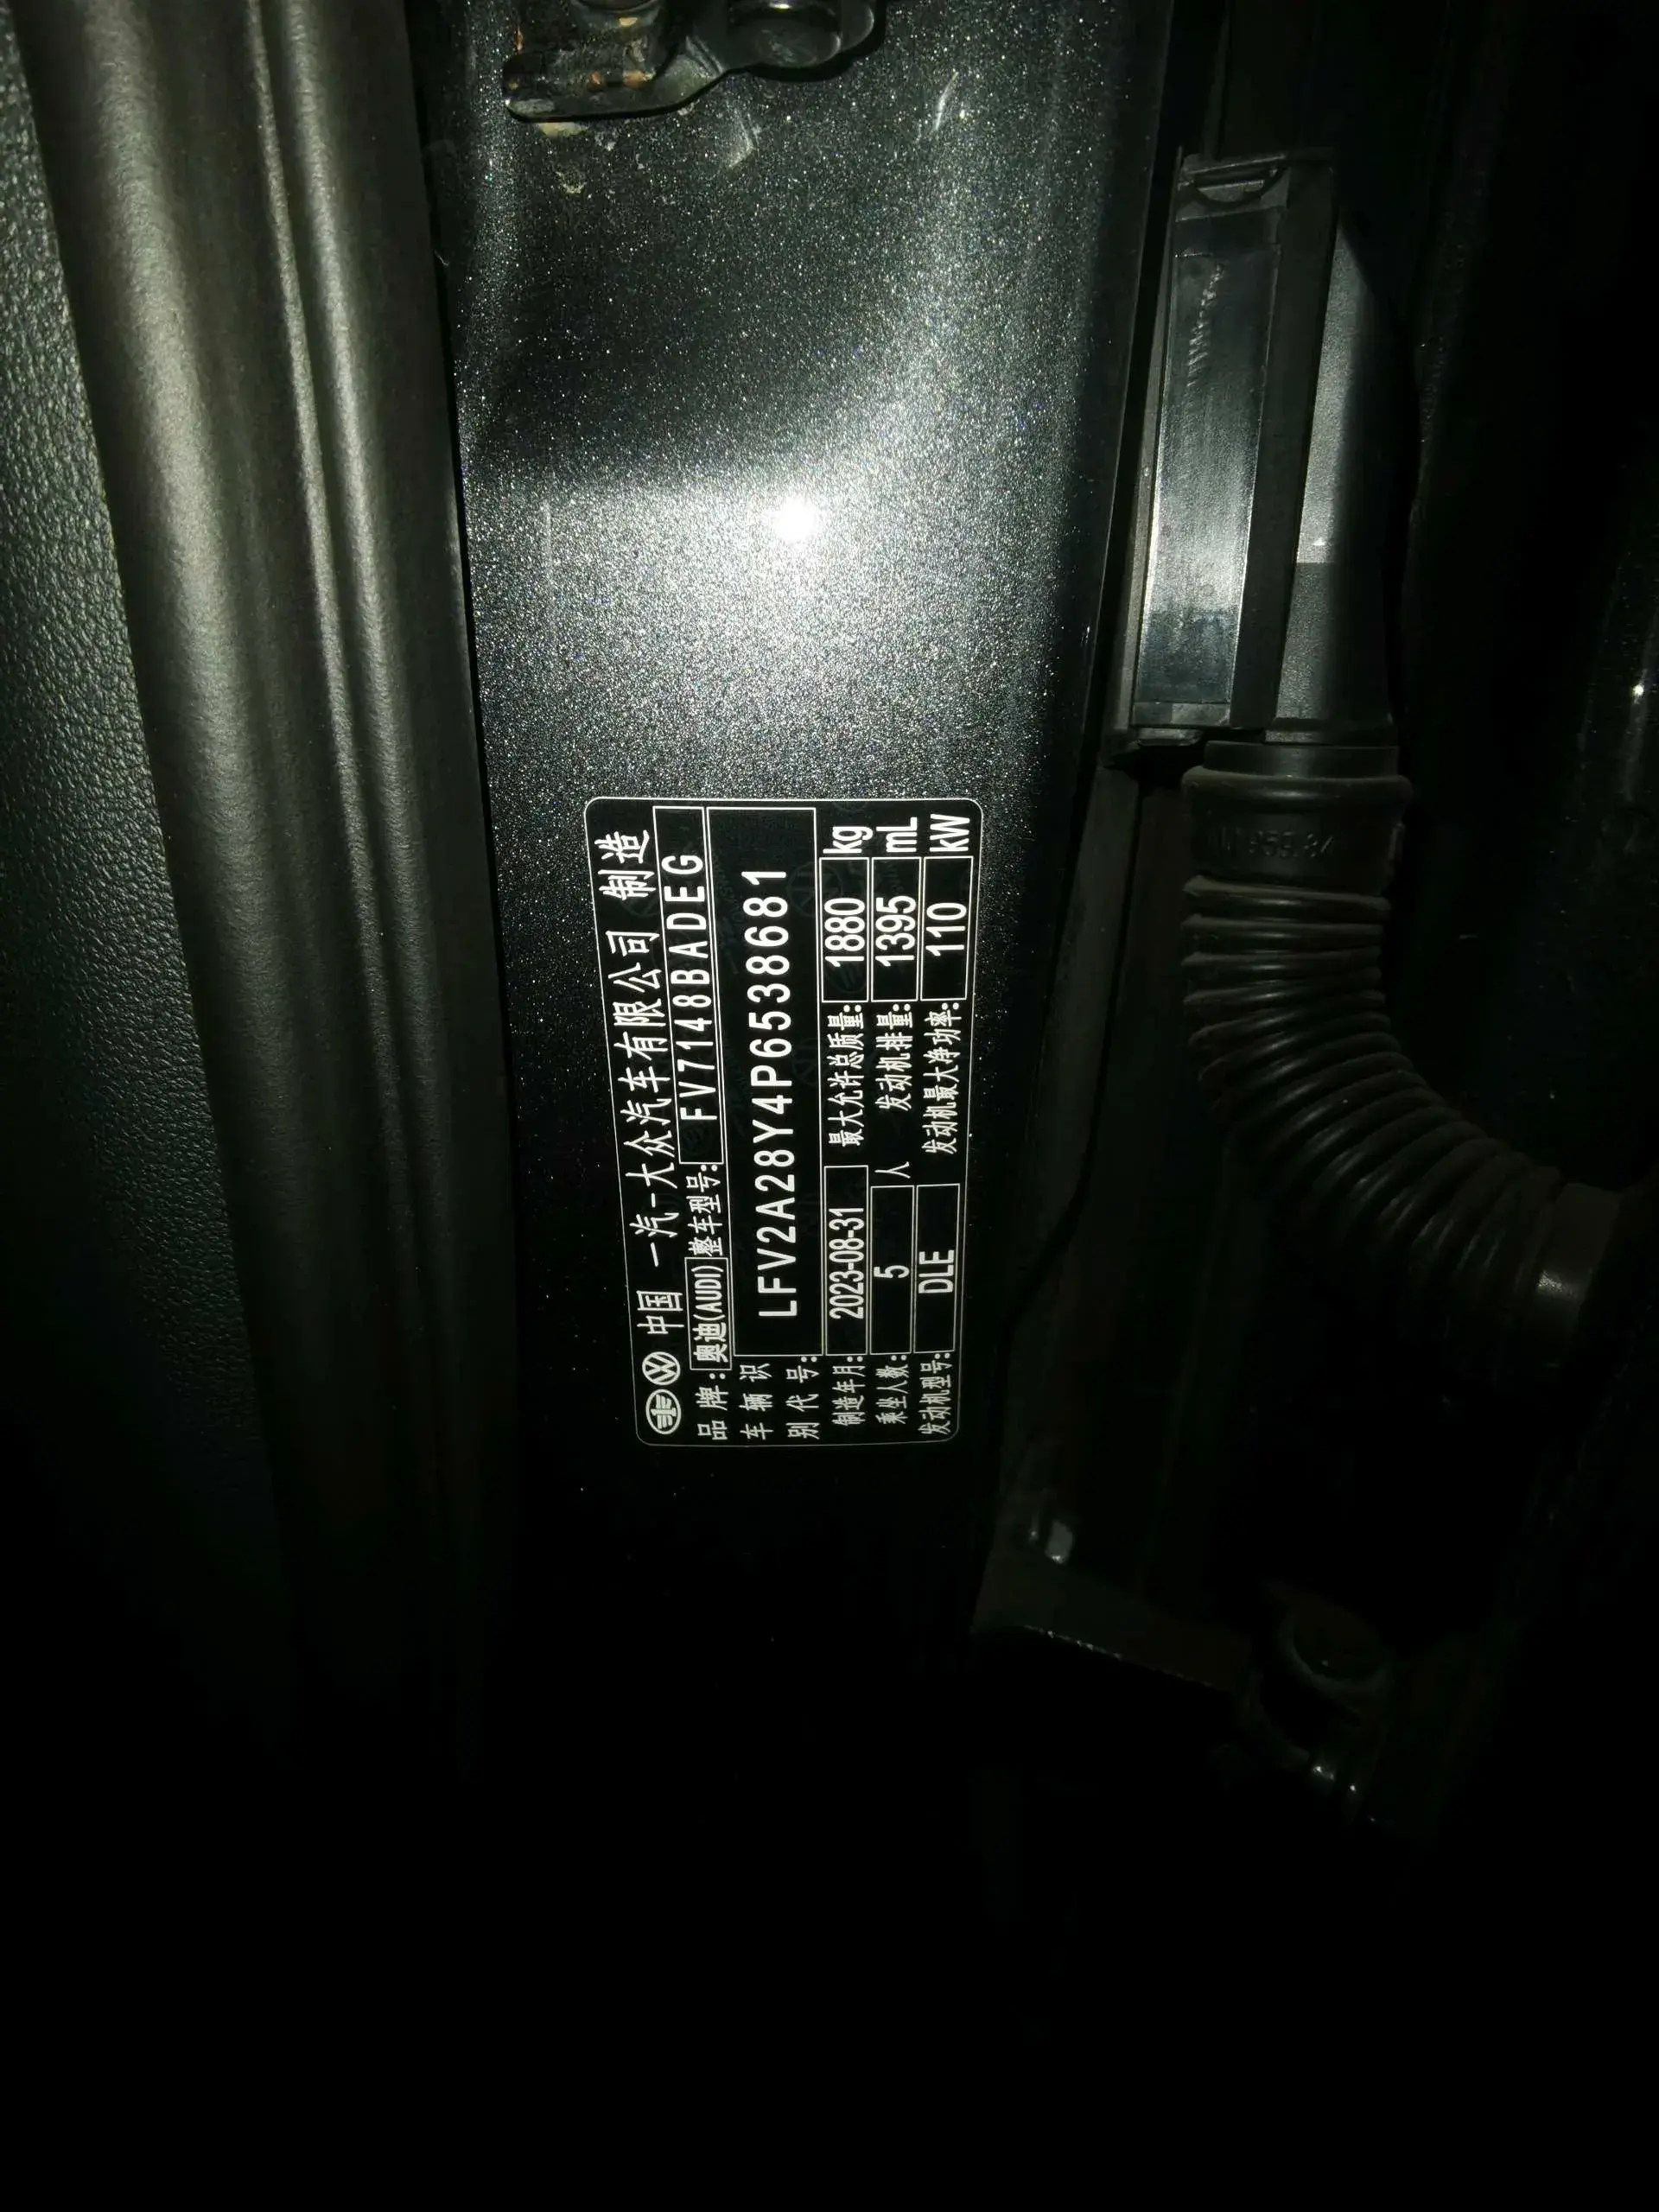 中国 一汽-大众汽车有限公司 制造
品牌: 奥迪(AUDI) 整车型号: FV7148BADEG
车辆识别代号: LFV2A28Y4P6538681
制造年月: 2023-08-31 最大允许总质量: 1880 kg
乘坐人数: 5 人 发动机排量: 1395 mL
发动机型号: DLE 发动机最大净功率: 110 kW